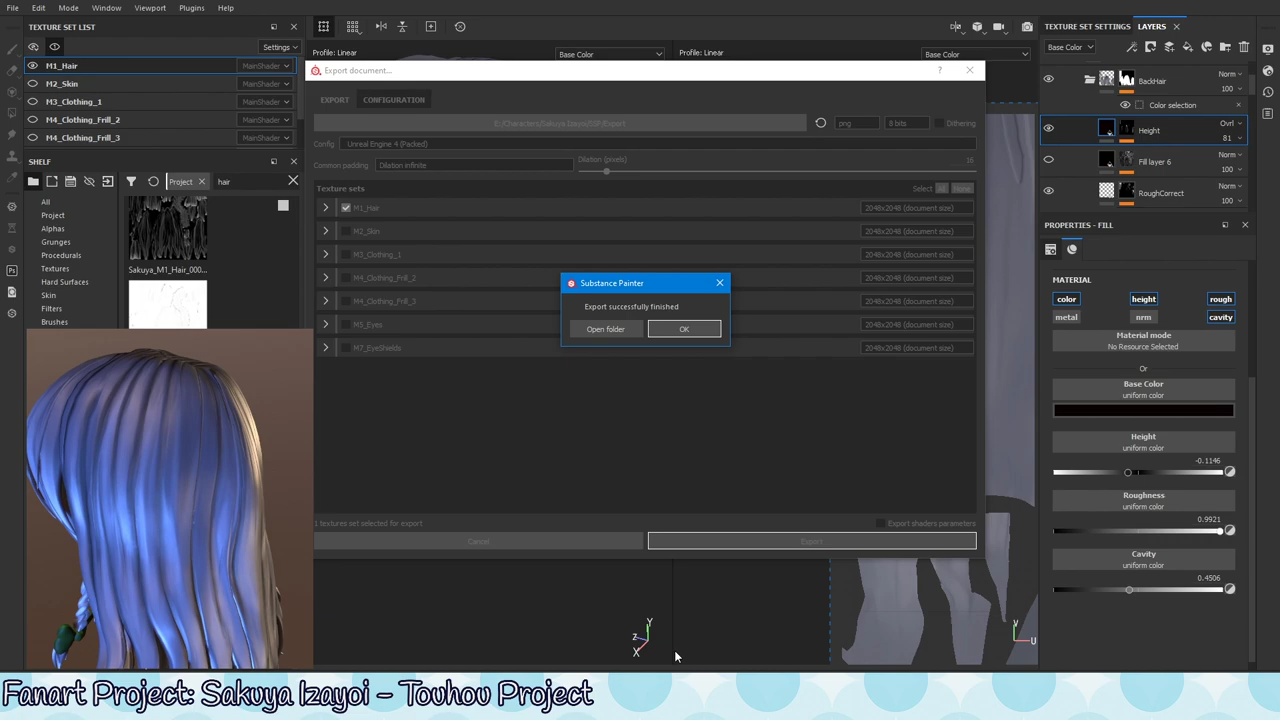 File Edit Mode Window Viewport Plugins Help
TEXTURE SET LIST
Settings
M1_Hair MainShader
M2_Skin MainShader
M3_Clothing_1 MainShader
M4_Clothing_Frill_2 MainShader
M4_Clothing_Frill_3 MainShader
SHELF
Project hair
All
Project
Alphas
Grunges
Procedurals
Textures
Hard Surfaces
Skin
Filters
Brushes
Sakuya_M1_Hair_000...
Profile: Linear Base Color Profile: Linear Base Color
Export document... ?
EXPORT CONFIGURATION
E:/Characters/Sakuya Izayoi/SSP/Export png 8 bits Dithering
Config Unreal Engine 4 (Packed)
Common padding Dilation infinite Dilation (pixels) 16
Texture sets Select All None
M1_Hair 2048x2048 (document size)
M2_Skin 2048x2048 (document size)
M3_Clothing_1 2048x2048 (document size)
M4_Clothing_Frill_2 2048x2048 (document size)
M4_Clothing_Frill_3 2048x2048 (document size)
M5_Eyes 2048x2048 (document size)
M7_EyeShields 2048x2048 (document size)
Substance Painter
Export successfully finished
Open folder OK
1 textures set selected for export Export shaders parameters
Cancel Export
Y
Z
X
V
U
TEXTURE SET SETTINGS LAYERS
Base Color
BackHair Norm
100
Color selection
Height Ovrl
81
Fill layer 6 Norm
100
RoughCorrect Norm
100
PROPERTIES - FILL
MATERIAL
color height rough
metal nrm cavity
Material mode
No Resource Selected
Or
Base Color
uniform color
Height
uniform color
-0.1146
Roughness
uniform color
0.9921
Cavity
uniform color
0.4506
Ps
Fanart Project: Sakuya Izayoi - Touhou Project